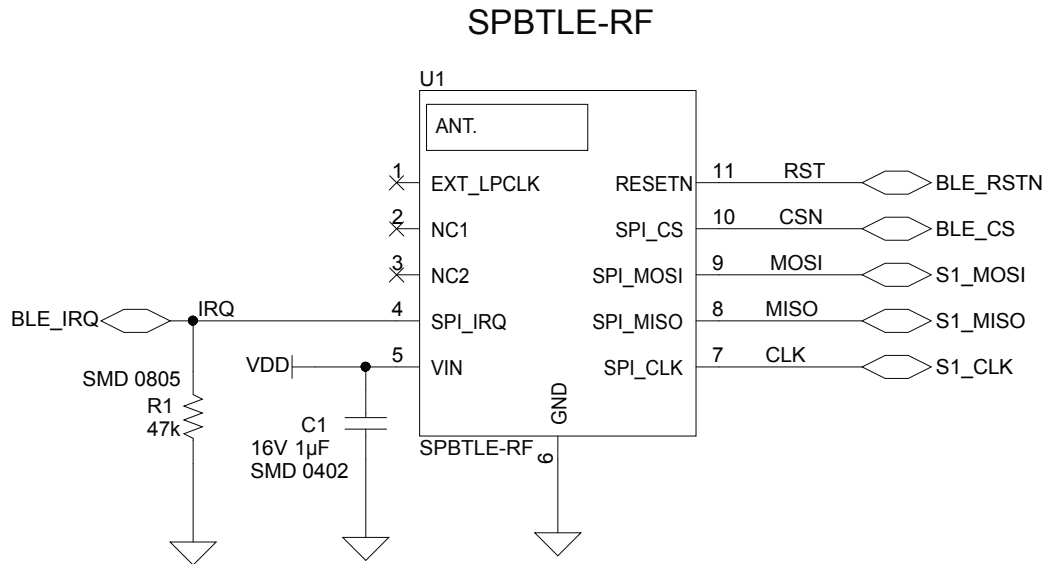 SPBTLE-RF
U1
ANT.
1 EXT_LPCLK RESETN 11 RST BLE_RSTN
2 NC1 SPI_CS 10 CSN BLE_CS
3 NC2 SPI_MOSI 9 MOSI S1_MOSI
BLE_IRQ IRQ 4 SPI_IRQ SPI_MISO 8 MISO S1_MISO
VDD 5 VIN SPI_CLK 7 CLK S1_CLK
SMD 0805
R1
47k
C1
16V 1µF
SMD 0402
GND
SPBTLE-RF 6